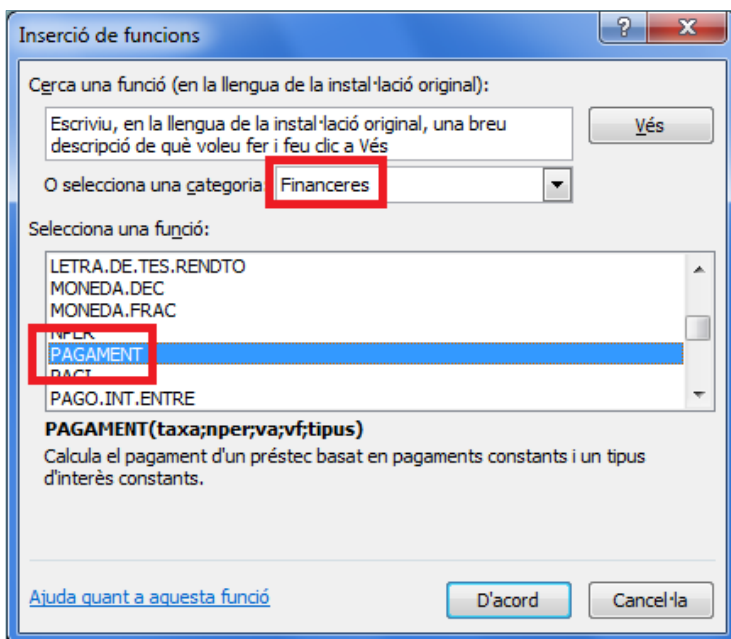 Inserció de funcions
Cerca una funció (en la llengua de la instal·lació original):
Escriviu, en la llengua de la instal·lació original, una breu
descripció de què voleu fer i feu clic a Vés
Vés
O selecciona una categoria: Financeres
Selecciona una funció:
LETRA.DE.TES.RENDTO
MONEDA.DEC
MONEDA.FRAC
NPER
PAGAMENT
PAGI
PAGO.INT.ENTRE
PAGAMENT(taxa;nper;va;vf;tipus)
Calcula el pagament d'un préstec basat en pagaments constants i un tipus
d'interès constants.
Ajuda quant a aquesta funció
D'acord
Cancel·la